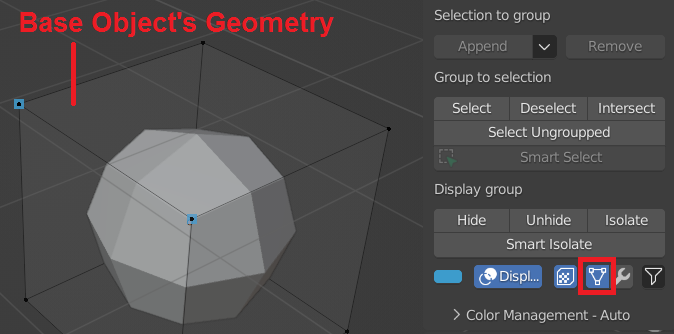 Base Object's Geometry
Selection to group
Append
Remove
Group to selection
Select
Deselect
Intersect
Select Ungroupped
Smart Select
Display group
Hide
Unhide
Isolate
Smart Isolate
Displ...
Color Management - Auto